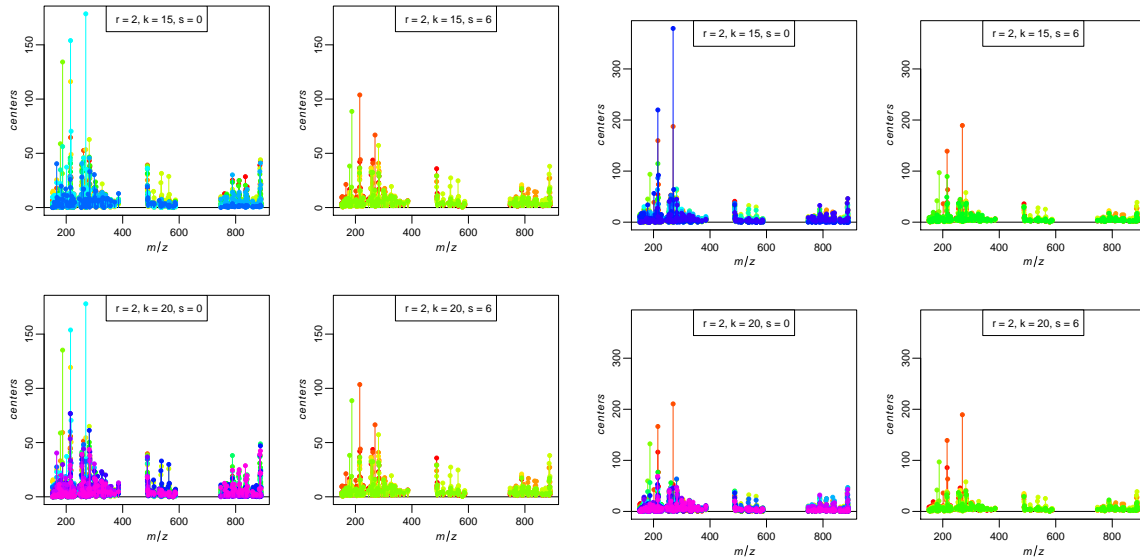 r = 2, k = 15, s = 0
centers
0 50 100 150
200 400 600 800
m/z
r = 2, k = 15, s = 6
centers
0 50 100 150
200 400 600 800
m/z
r = 2, k = 15, s = 0
centers
0 100 200 300
200 400 600 800
m/z
r = 2, k = 15, s = 6
centers
0 100 200 300
200 400 600 800
m/z
r = 2, k = 20, s = 0
centers
0 50 100 150
200 400 600 800
m/z
r = 2, k = 20, s = 6
centers
0 50 100 150
200 400 600 800
m/z
r = 2, k = 20, s = 0
centers
0 100 200 300
200 400 600 800
m/z
r = 2, k = 20, s = 6
centers
0 100 200 300
200 400 600 800
m/z